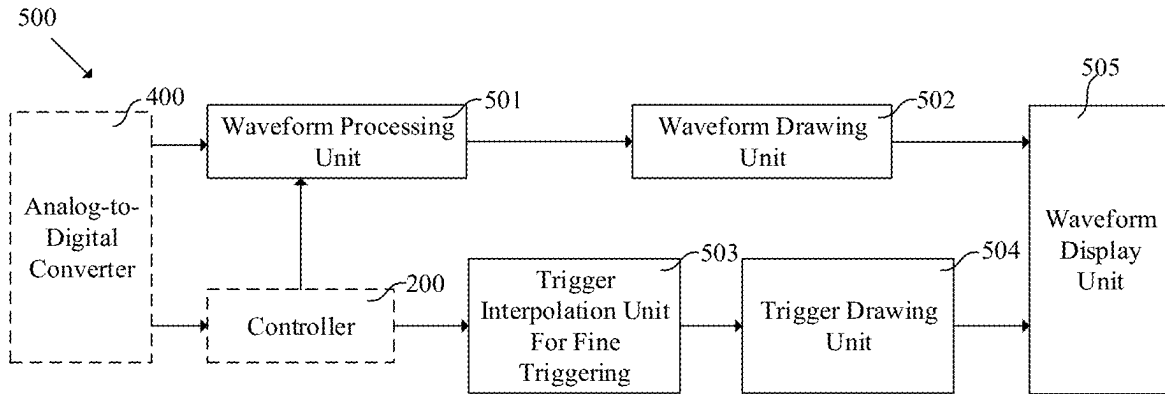 500
400
501
502
505
Waveform Processing
Unit
Waveform Drawing
Unit
Analog-to-
Digital
Converter
Waveform
Display
Unit
200
503
504
Controller
Trigger
Interpolation Unit
For Fine
Triggering
Trigger Drawing
Unit